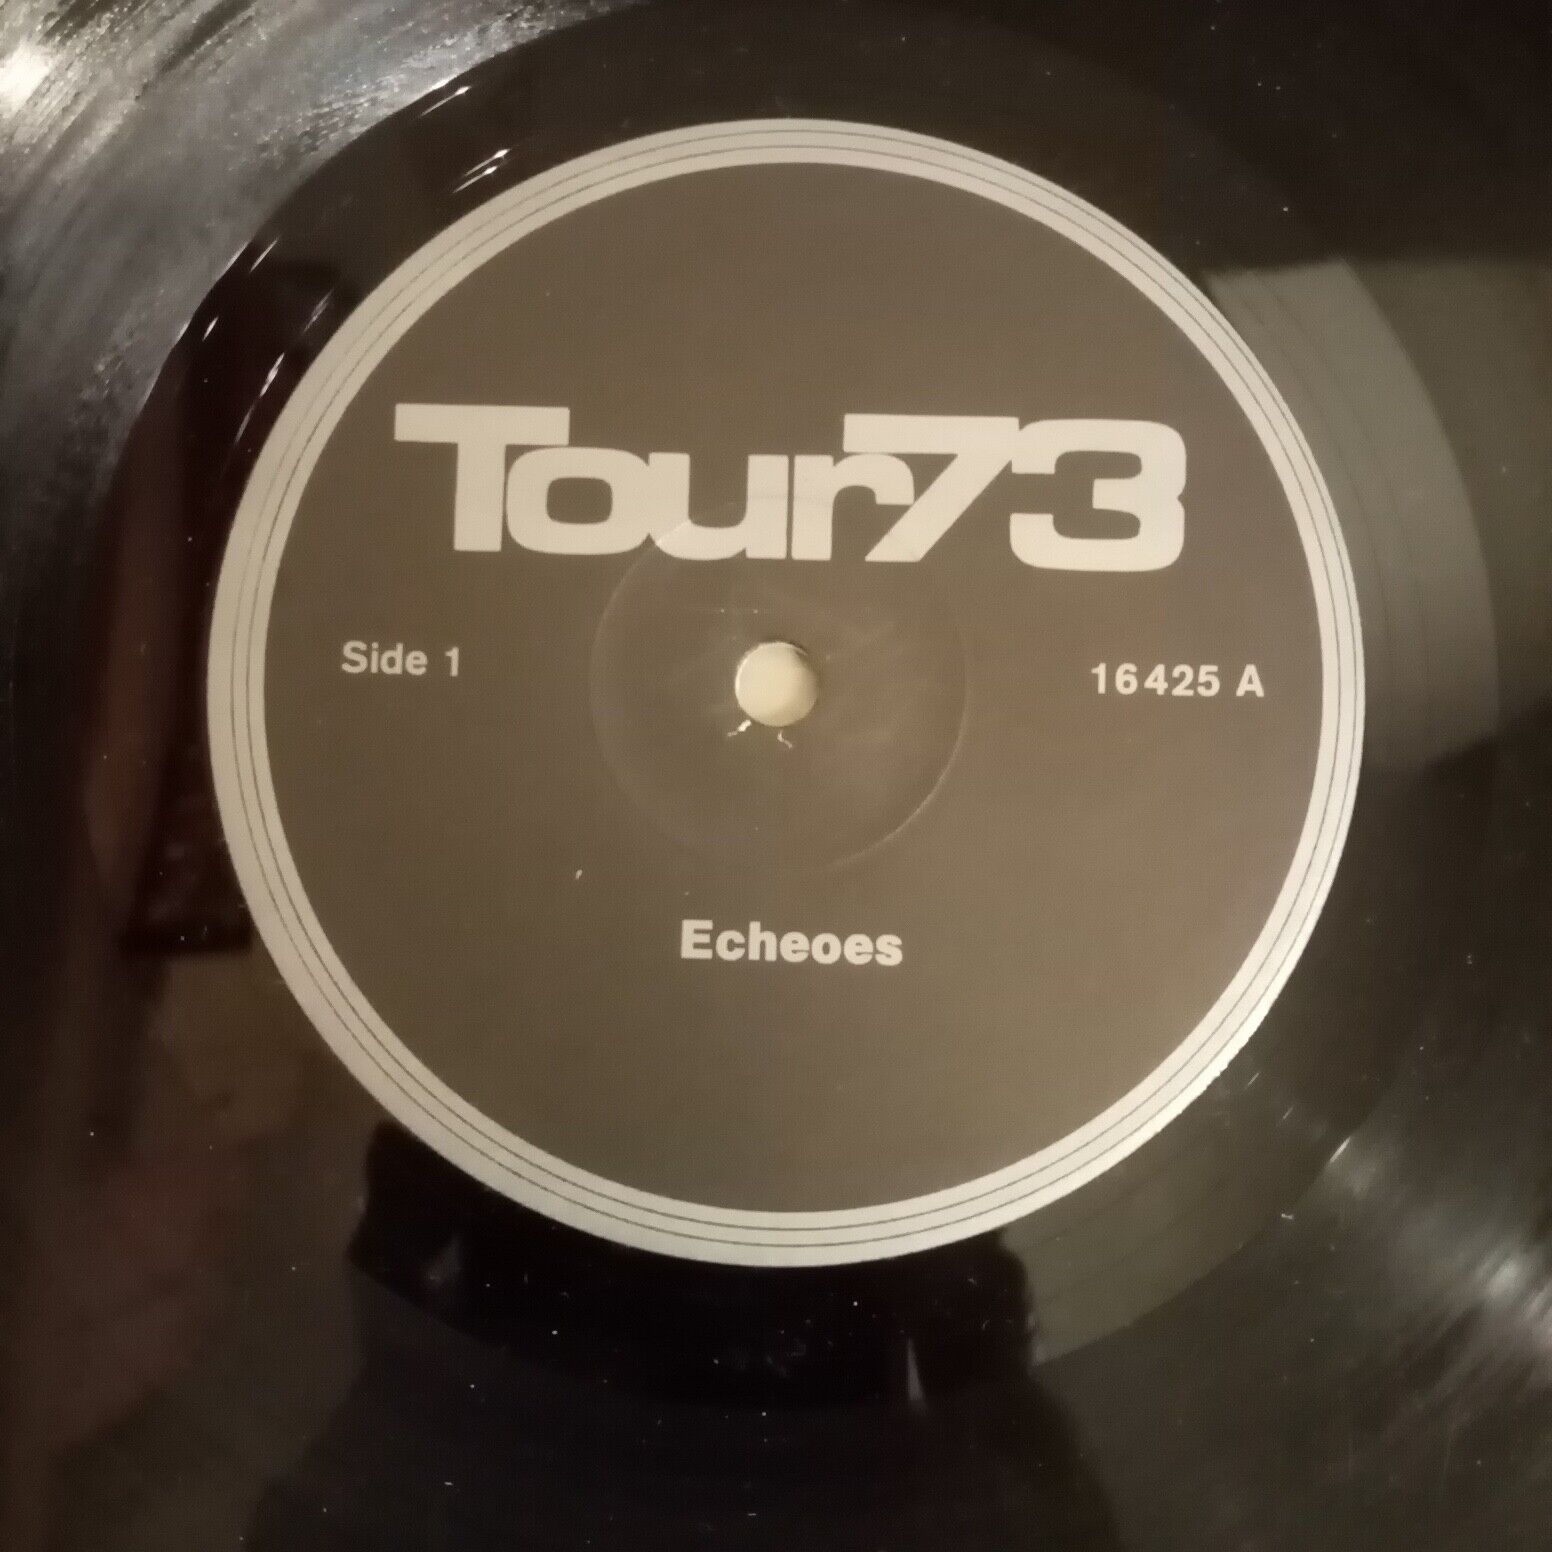 Tour73
Side 1
16425 A
Echeoes